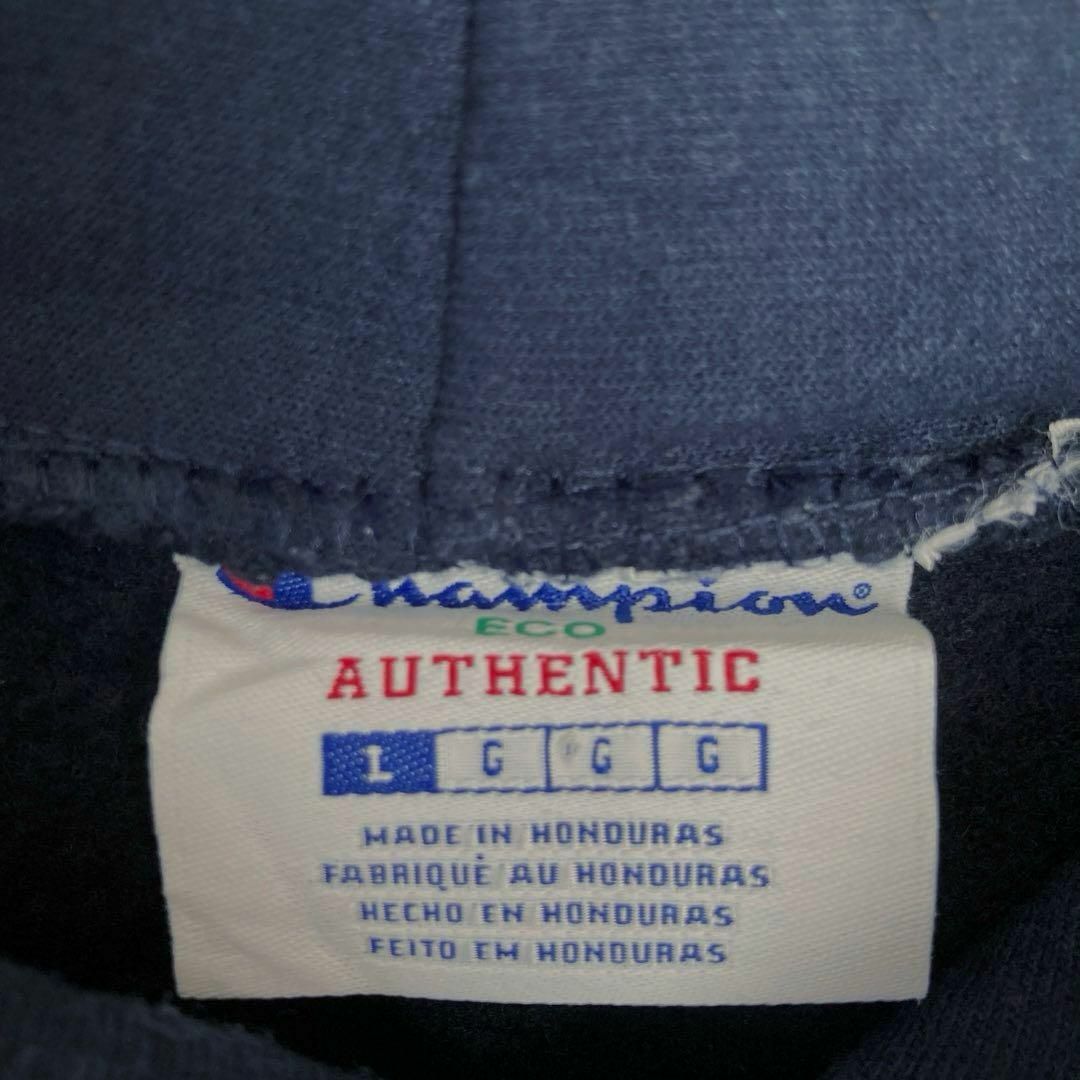 Champion®
ECO
AUTHENTIC
L G G G
MADE IN HONDURAS
FABRIQUÉ AU HONDURAS
HECHO EN HONDURAS
FEITO EM HONDURAS